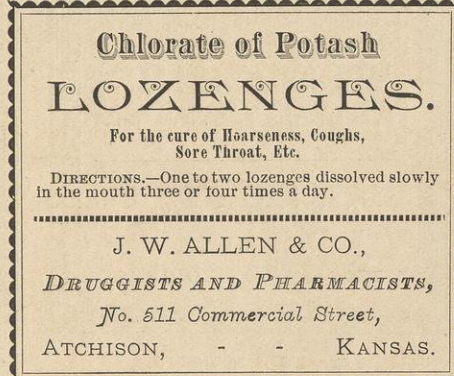 Chlorate of Potash
LOZENGES.
For the cure of Hoarseness, Coughs,
Sore Throat, Etc.
DIRECTIONS.—One to two lozenges dissolved slowly
in the mouth three or four times a day.
J. W. ALLEN & CO.,
DRUGGISTS AND PHARMACISTS,
No. 511 Commercial Street,
ATCHISON, - - KANSAS.